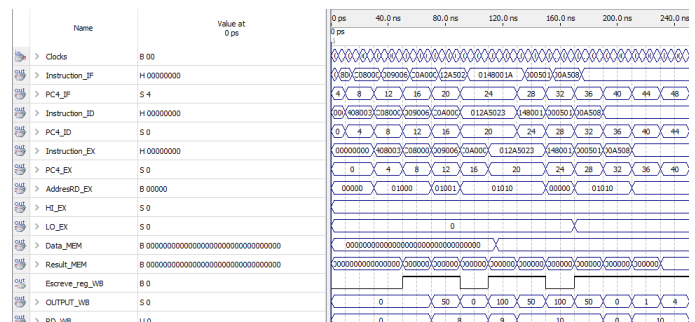 Name Value at 0 ps 0 ps 40.0 ns 80.0 ns 120.0 ns 160.0 ns 200.0 ns 240.0 ns
0 ps
Clocks B 00
Instruction_IF H 00000000 0148001A
PC4_IF S 4 4 8 12 16 20 24 28 32 36 40 44 48
Instruction_ID H 00000000 012A5023
PC4_ID S 0 0 4 8 12 16 20 24 28 32 36 40 44
Instruction_EX H 00000000 00000000 012A5023
PC4_EX S 0 0 4 8 12 16 20 24 28 32 36 40
AddresRD_EX B 00000 00000 01000 01001 01010 00000 01010
HI_EX S 0
LO_EX S 0 0
Data_MEM B 00000000000000000000000000000000 00000000000000000000000000000000
Result_MEM B 00000000000000000000000000000000
Escreve_reg_WB B 0
OUTPUT_WB S 0 0 50 0 100 50 100 50 0 1 4
RD_WB U 0 0 8 9 10 0 10